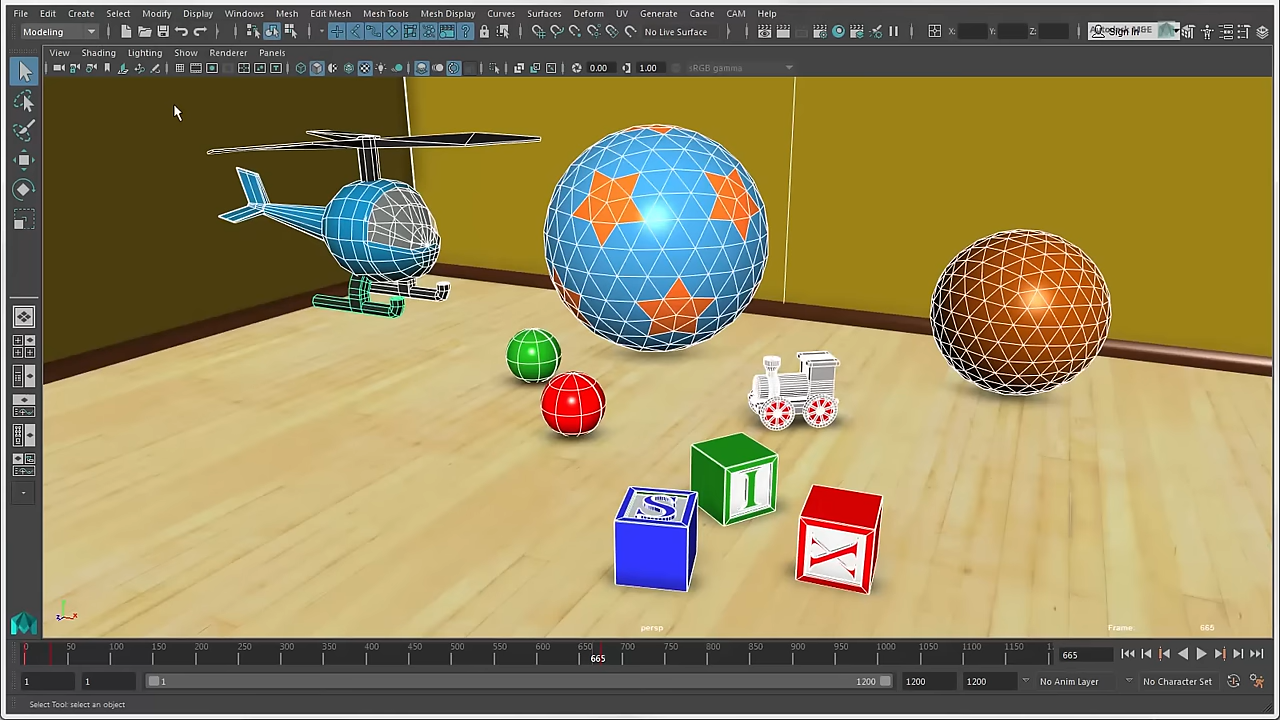 File Edit Create Select Modify Display Windows Mesh Edit Mesh Mesh Tools Mesh Display Curves Surfaces Deform UV Generate Cache CAM Help
Modeling No Live Surface X: Y: Z: Sign In
View Shading Lighting Show Renderer Panels
0.00 1.00 sRGB gamma
S
I
X
persp Frame: 665
0 50 100 150 200 250 300 350 400 450 500 550 600 650 700 750 800 850 900 950 1000 1050 1100 1150
665 665
1 1 1 1200 1200 1200 No Anim Layer No Character Set
Select Tool: select an object